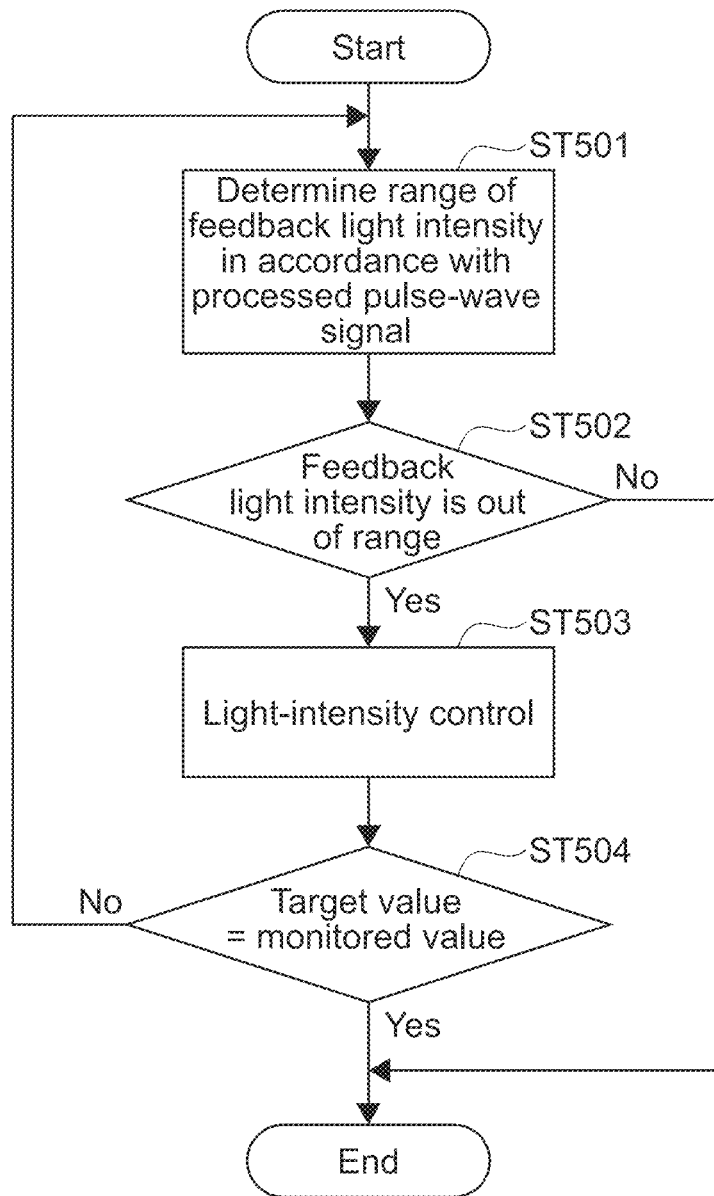 Start
ST501
Determine range of
feedback light intensity
in accordance with
processed pulse-wave
signal
ST502
Feedback
light intensity is out
of range
No
Yes
ST503
Light-intensity control
ST504
No
Target value
= monitored value
Yes
End